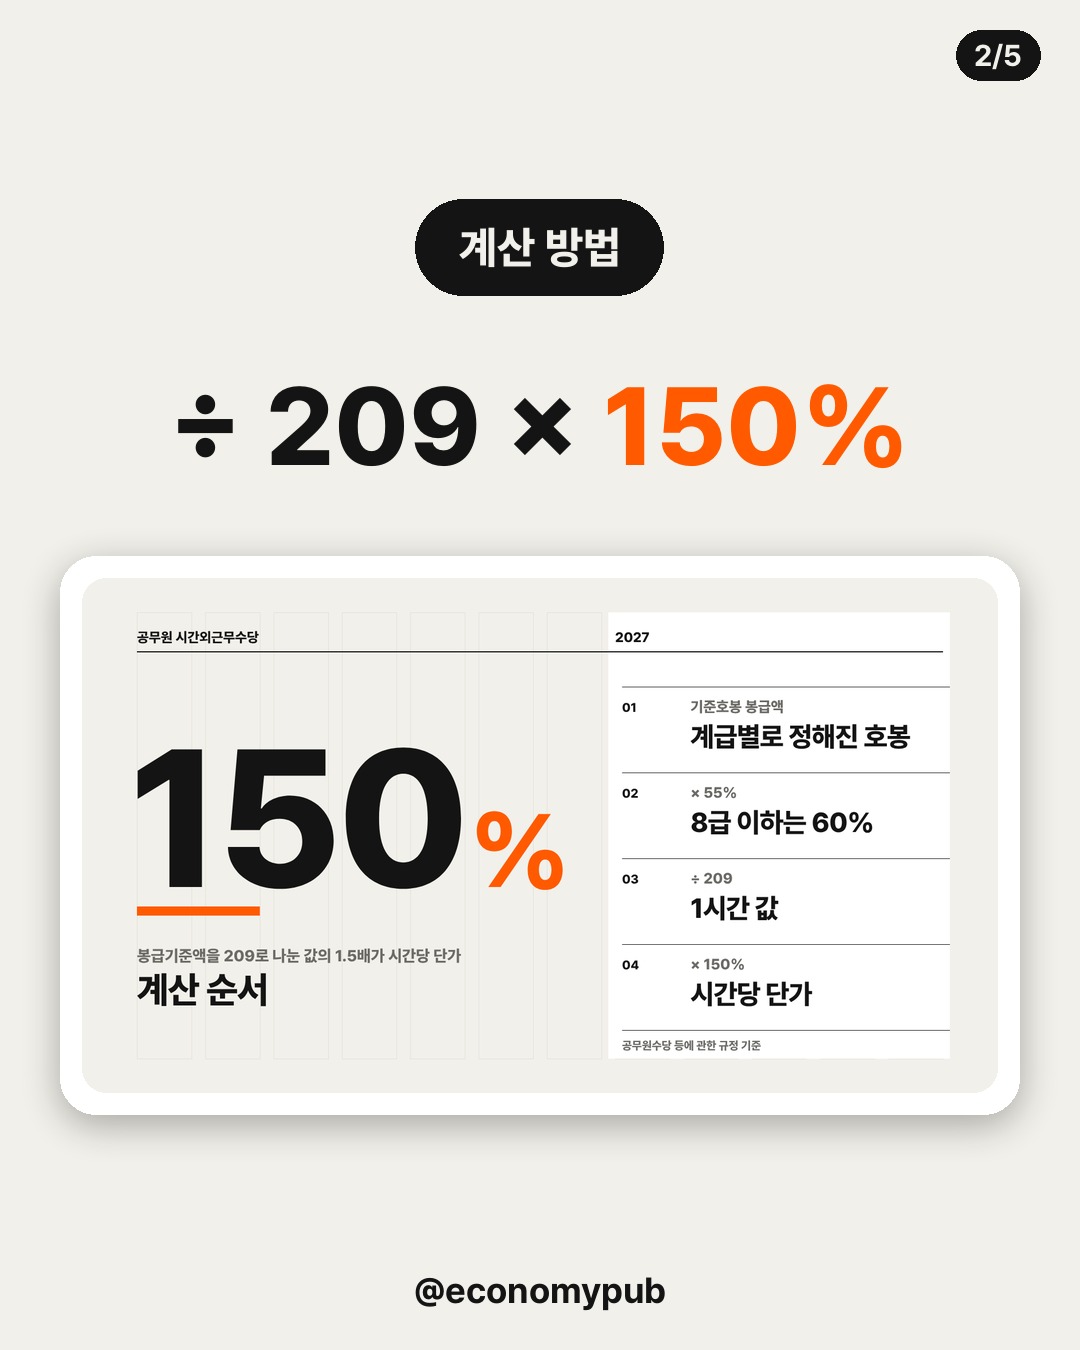 2/5
계산 방법
÷ 209 × 150%
공무원 시간외근무수당
2027
150%
봉급기준액을 209로 나눈 값의 1.5배가 시간당 단가
계산 순서
01
기준호봉 봉급액
계급별로 정해진 호봉
02
× 55%
8급 이하는 60%
03
÷ 209
1시간 값
04
× 150%
시간당 단가
공무원수당 등에 관한 규정 기준
@economypub